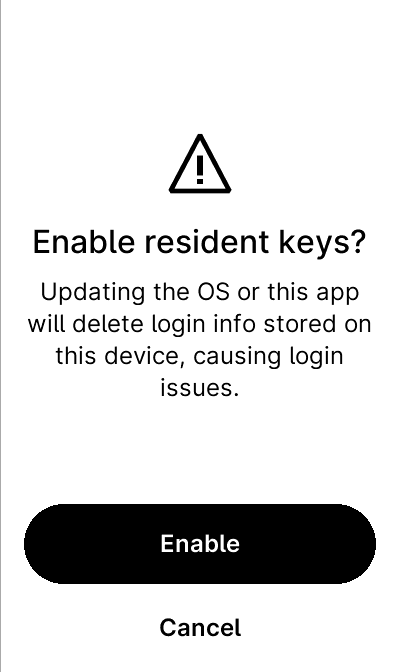 Enable resident keys?
Updating the OS or this app
will delete login info stored on
this device, causing login
issues.
Enable
Cancel